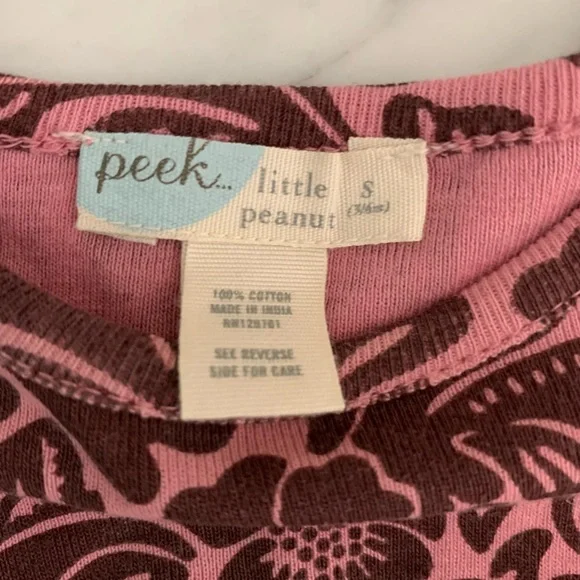 peek...
little
peanut
S
(3/6m)
100% COTTON
MADE IN INDIA
RN128761
SEE REVERSE
SIDE FOR CARE